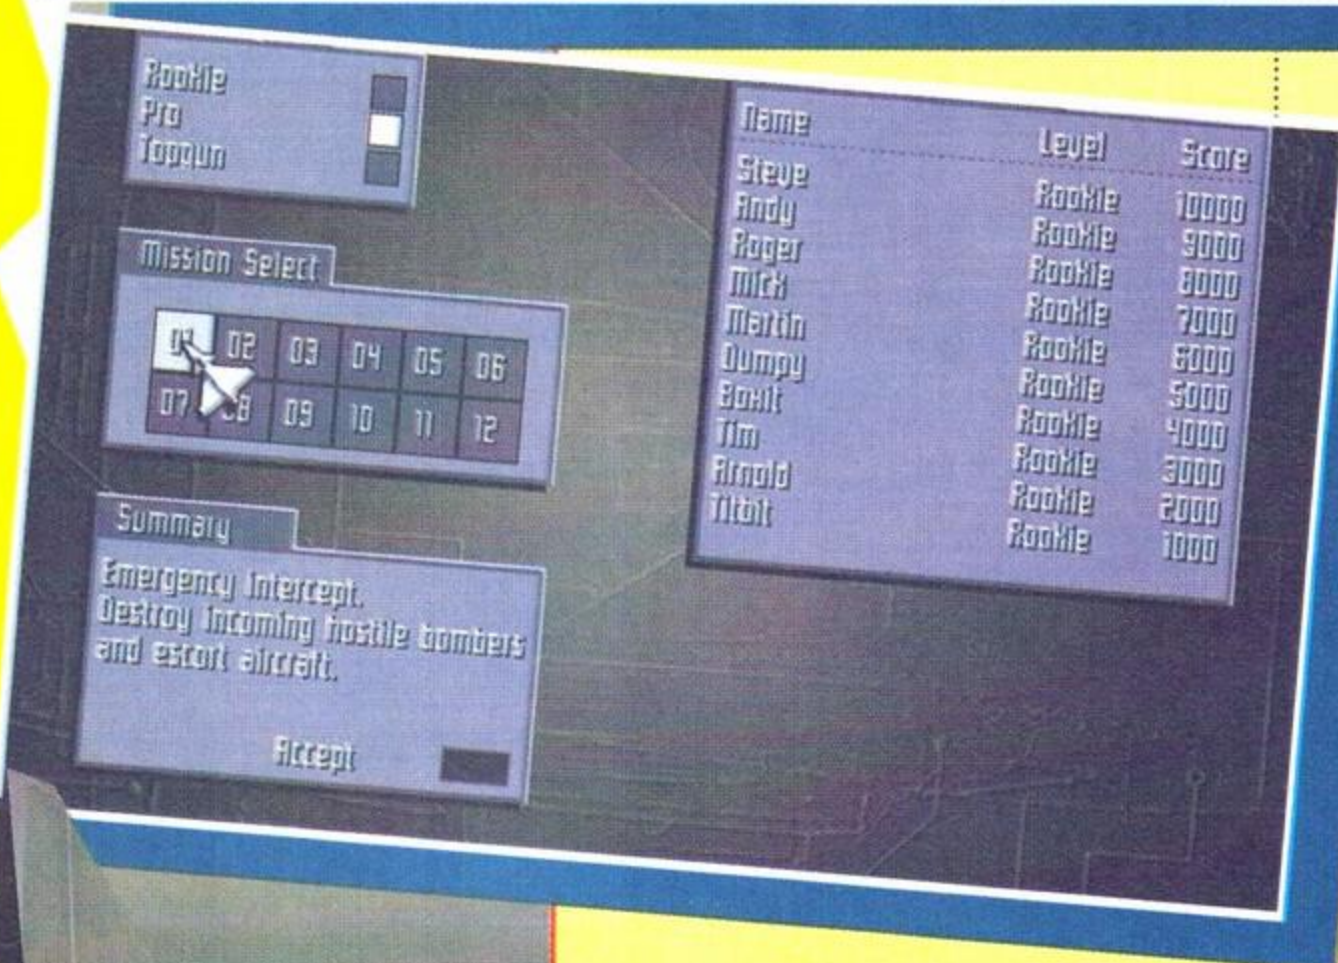 Rookie
Pro
Topgun
Mission Select
01 02 03 04 05 06
07 08 09 10 11 12
Summary
Emergency Intercept.
Destroy incoming hostile bombers
and escort aircraft.
Accept
Name Level Score
Steve Rookie 10000
Andy Rookie 9000
Roger Rookie 8000
Mick Rookie 7000
Martin Rookie 6000
Dumpy Rookie 5000
Boxit Rookie 4000
Tim Rookie 3000
Arnold Rookie 2000
Titbit Rookie 1000